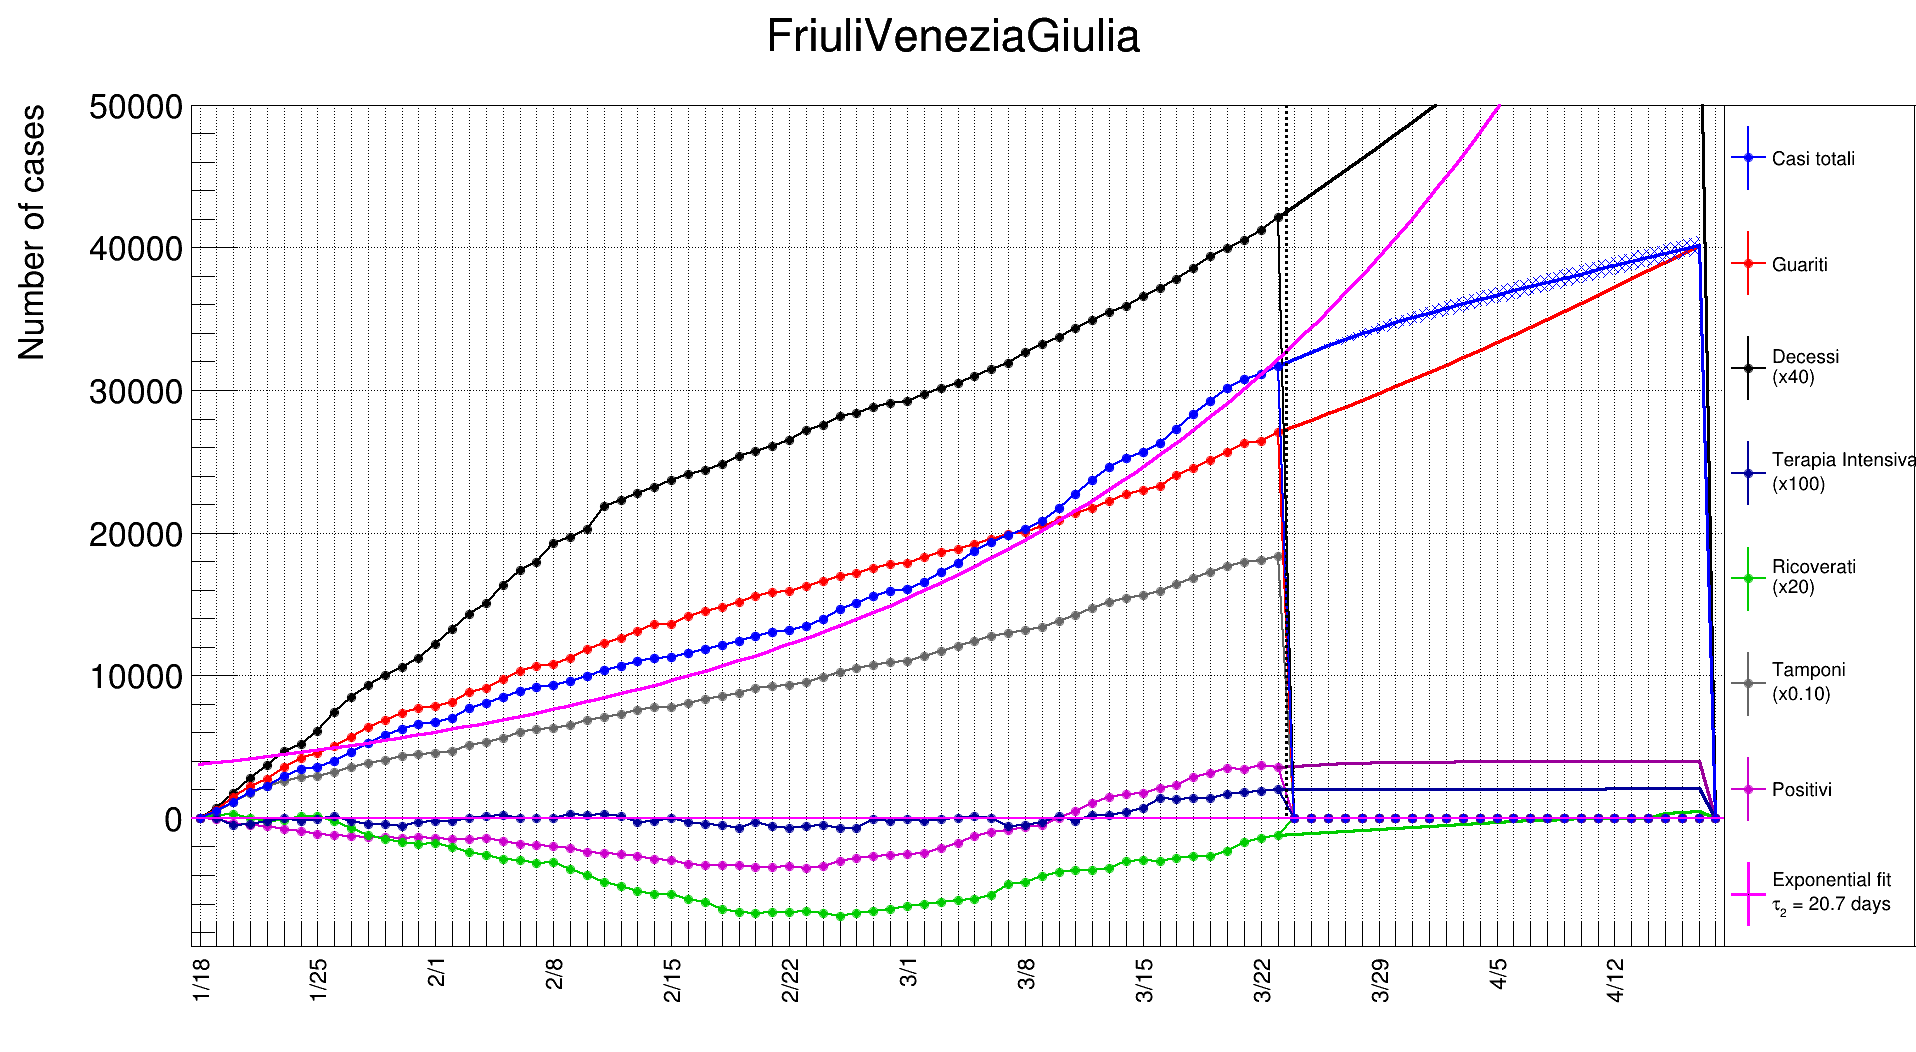 FriuliVeneziaGiulia
Number of cases
50000
40000
30000
20000
10000
0
1/18
1/25
2/1
2/8
2/15
2/22
3/1
3/8
3/15
3/22
3/29
4/5
4/12
Casi totali
Guariti
Decessi
(x40)
Terapia Intensiva
(x100)
Ricoverati
(x20)
Tamponi
(x0.10)
Positivi
Exponential fit
τ2 = 20.7 days